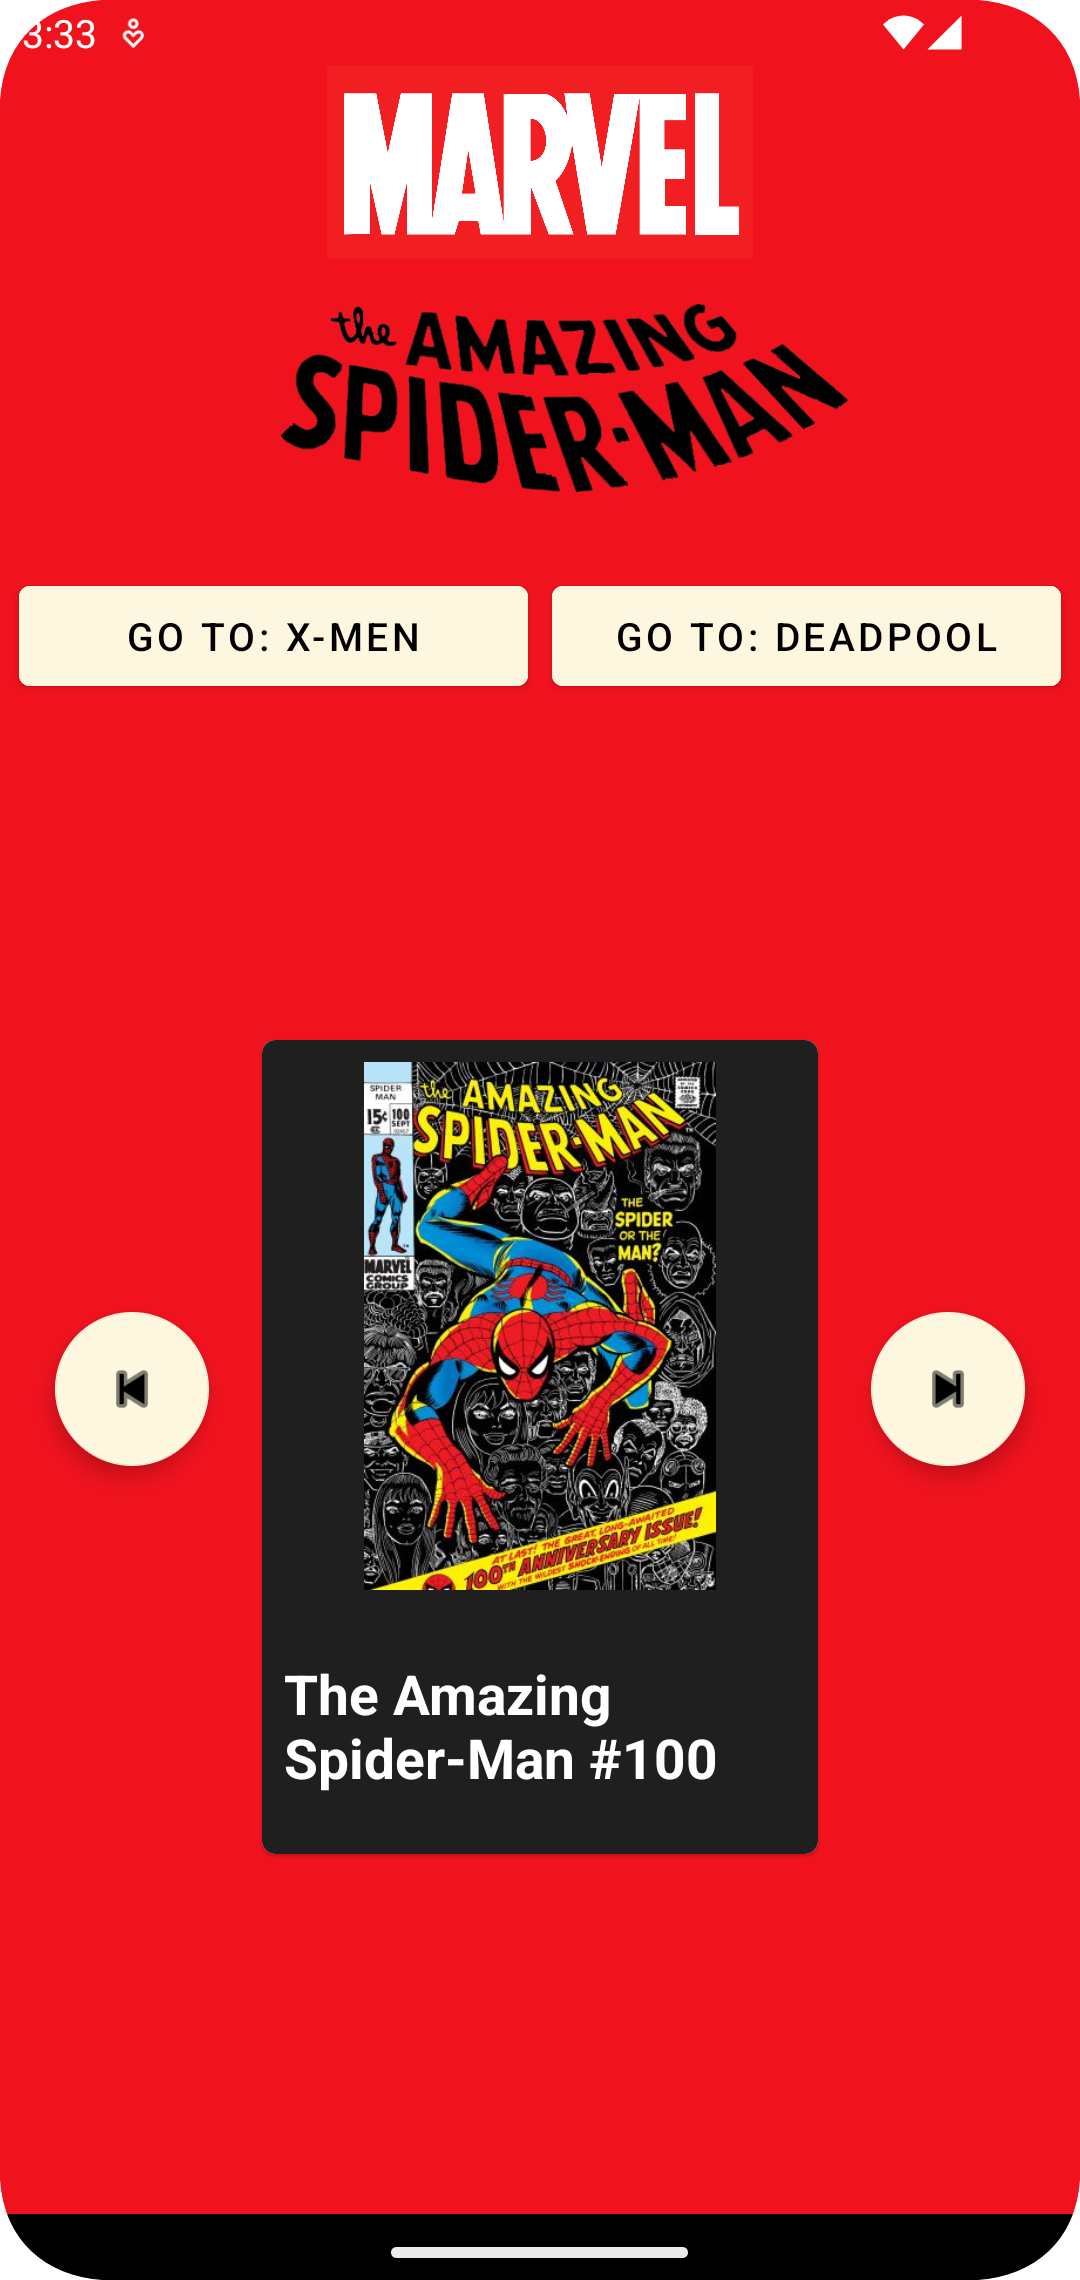 3:33
MARVEL
the AMAZING
SPIDER-MAN
GO TO: X-MEN
GO TO: DEADPOOL
SPIDER
MAN
15¢
100
SEPT
MARVEL
COMICS
GROUP
the AMAZING
SPIDER-MAN
THE
SPIDER
OR THE
MAN?
AT LAST! THE GREAT, LONG-AWAITED
100TH ANNIVERSARY ISSUE!
WITH THE WILDEST SHOCK-ENDING OF ALL TIME!
The Amazing
Spider-Man #100